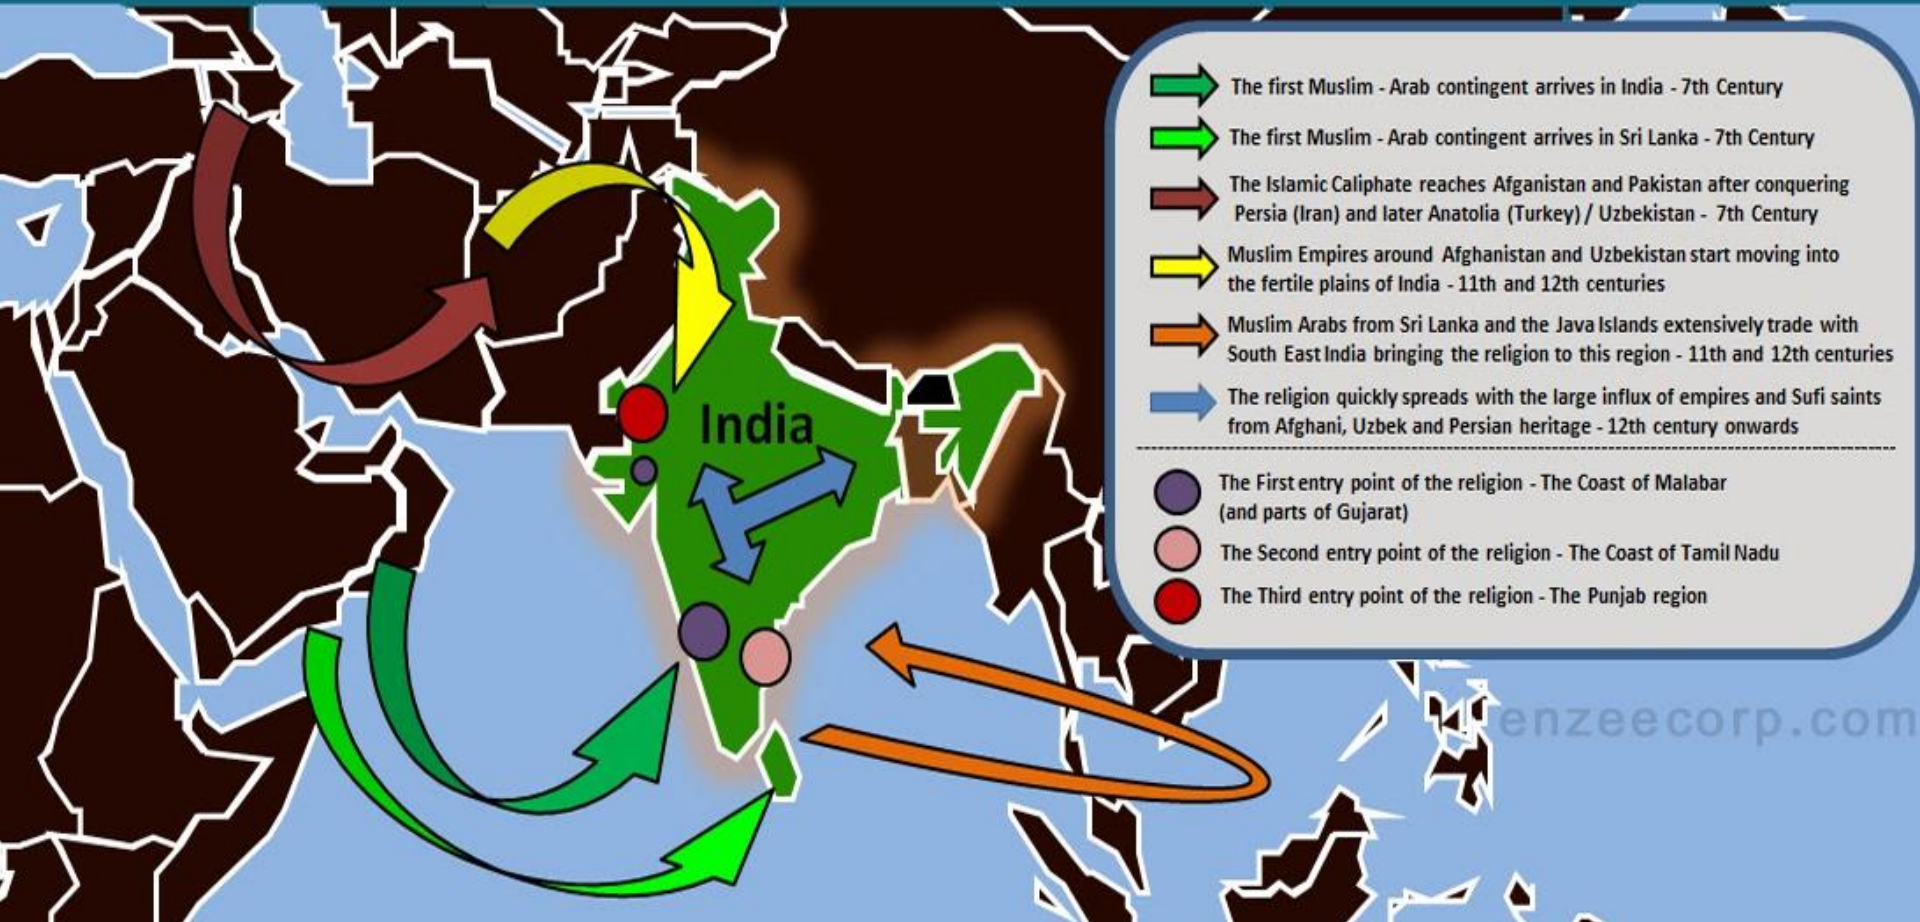 The first Muslim - Arab contingent arrives in India - 7th Century
The first Muslim - Arab contingent arrives in Sri Lanka - 7th Century
The Islamic Caliphate reaches Afganistan and Pakistan after conquering
Persia (Iran) and later Anatolia (Turkey) / Uzbekistan - 7th Century
Muslim Empires around Afghanistan and Uzbekistan start moving into
the fertile plains of India - 11th and 12th centuries
Muslim Arabs from Sri Lanka and the Java Islands extensively trade with
South East India bringing the religion to this region - 11th and 12th centuries
The religion quickly spreads with the large influx of empires and Sufi saints
from Afghani, Uzbek and Persian heritage - 12th century onwards
The First entry point of the religion - The Coast of Malabar
(and parts of Gujarat)
The Second entry point of the religion - The Coast of Tamil Nadu
The Third entry point of the religion - The Punjab region
India
enzeecorp.com